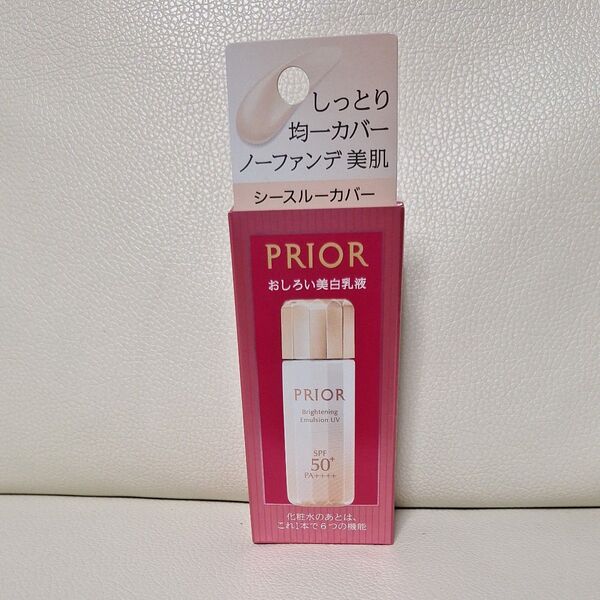 しっとり
均一カバー
ノーファンデ美肌
シースルーカバー
PRIOR
おしろい美白乳液
PRIOR
Brightening
Emulsion UV
SPF
50+
PA++++
化粧水のあとは、
これ1本で6つの機能